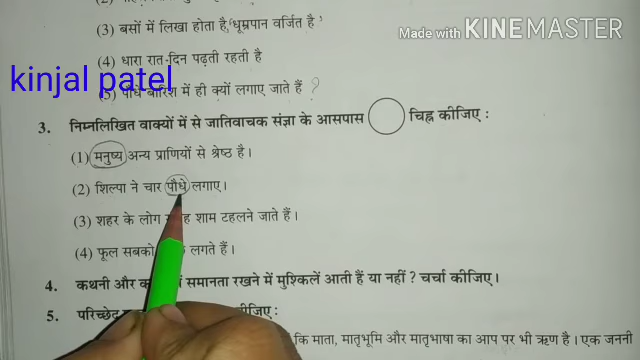 Made with KINEMASTER
(3) बसों में लिखा होता है, 'धूम्रपान वर्जित है'
(4) धारा रात-दिन पढ़ती रहती है
kinjal patel
(5) पौधे बारिश में ही क्यों लगाए जाते हैं ?
3. निम्नलिखित वाक्यों में से जातिवाचक संज्ञा के आसपास चिह्न कीजिए :
(1) मनुष्य अन्य प्राणियों से श्रेष्ठ है।
(2) शिल्पा ने चार पौधे लगाए।
(3) शहर के लोग शाम टहलने जाते हैं।
(4) फूल सबको लगते हैं।
4. कथनी और समानता रखने में मुश्किलें आती हैं या नहीं ? चर्चा कीजिए।
5. परिच्छेद कीजिए :
कि माता, मातृभूमि और मातृभाषा का आप पर भी ऋण है। एक जननी